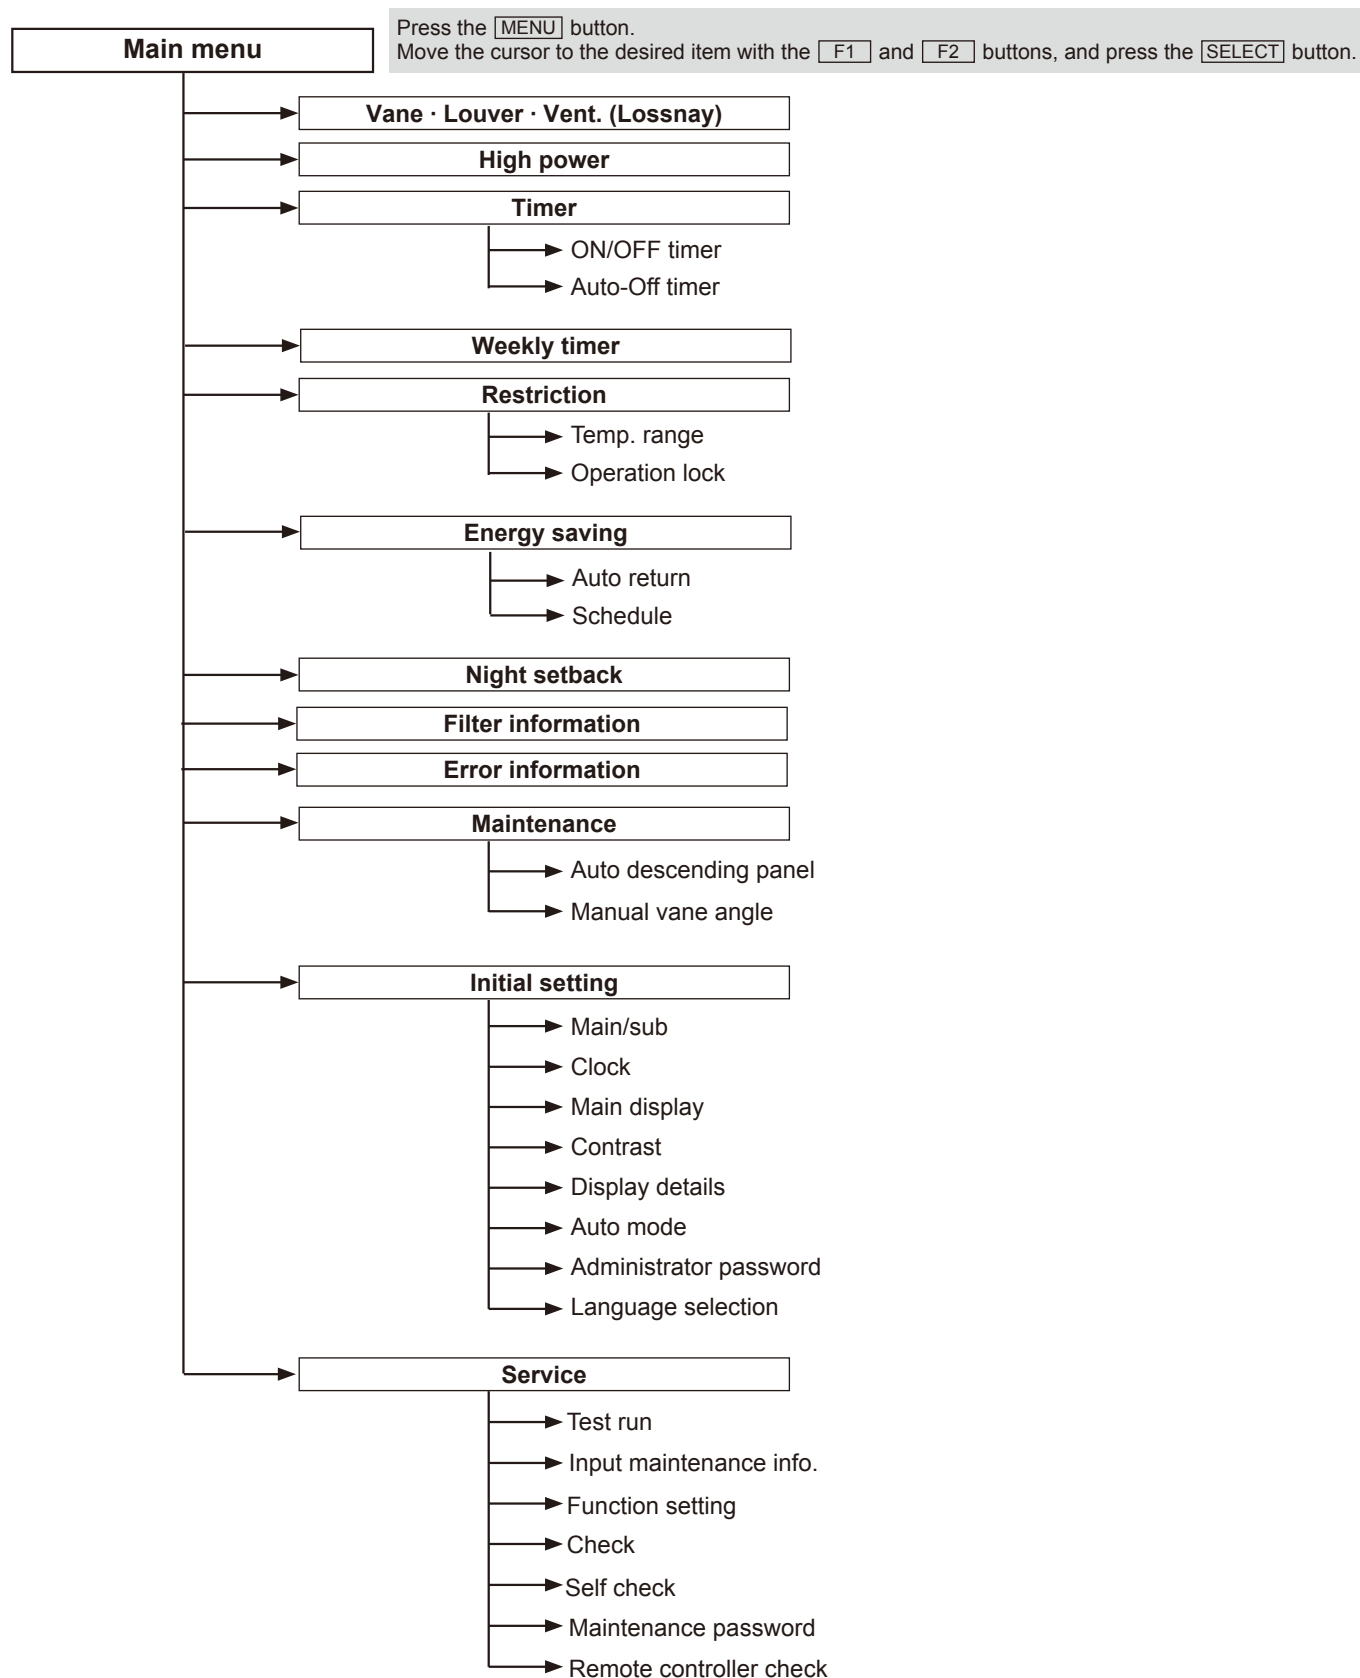 Main menu
Press the MENU button.
Move the cursor to the desired item with the F1 and F2 buttons, and press the SELECT button.
Vane · Louver · Vent. (Lossnay)
High power
Timer
ON/OFF timer
Auto-Off timer
Weekly timer
Restriction
Temp. range
Operation lock
Energy saving
Auto return
Schedule
Night setback
Filter information
Error information
Maintenance
Auto descending panel
Manual vane angle
Initial setting
Main/sub
Clock
Main display
Contrast
Display details
Auto mode
Administrator password
Language selection
Service
Test run
Input maintenance info.
Function setting
Check
Self check
Maintenance password
Remote controller check